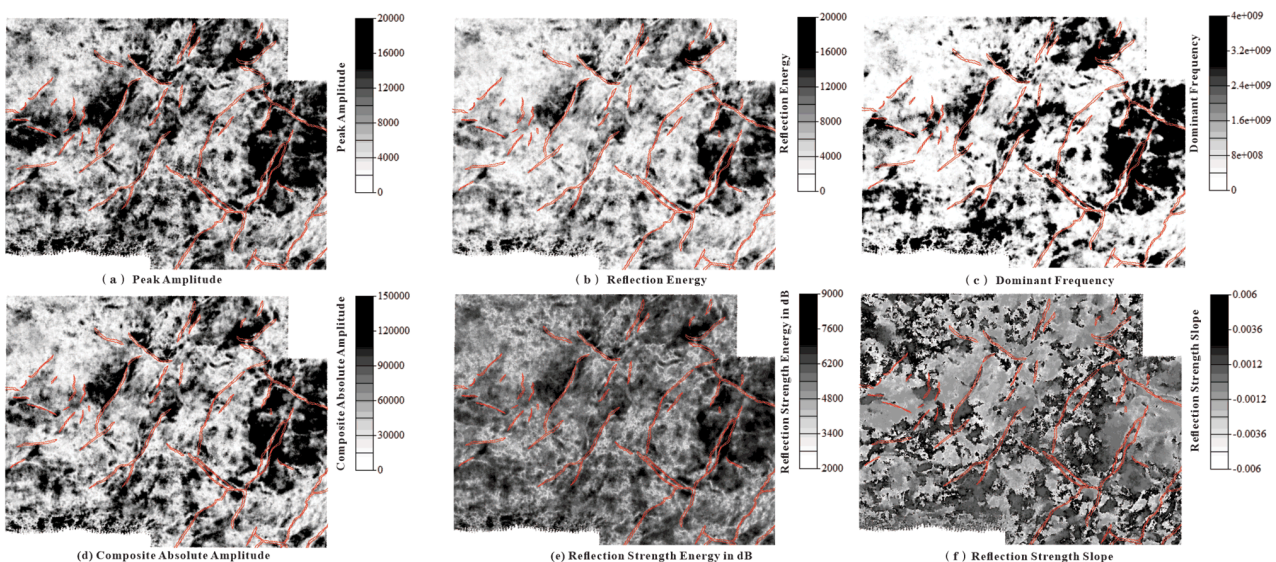 20000
16000
12000
8000
4000
0
Peak Amplitude
( a ) Peak Amplitude
20000
16000
12000
8000
4000
0
Reflection Energy
( b ) Reflection Energy
4e+009
3.2e+009
2.4e+009
1.6e+009
8e+008
0
Dominant Frequency
( c ) Dominant Frequency
150000
120000
90000
60000
30000
0
Composite Absolute Amplitude
(d) Composite Absolute Amplitude
9000
7600
6200
4800
3400
2000
Reflection Strength Energy in dB
(e) Reflection Strength Energy in dB
0.006
0.0036
0.0012
-0.0012
-0.0036
-0.006
Reflection Strength Slope
( f ) Reflection Strength Slope